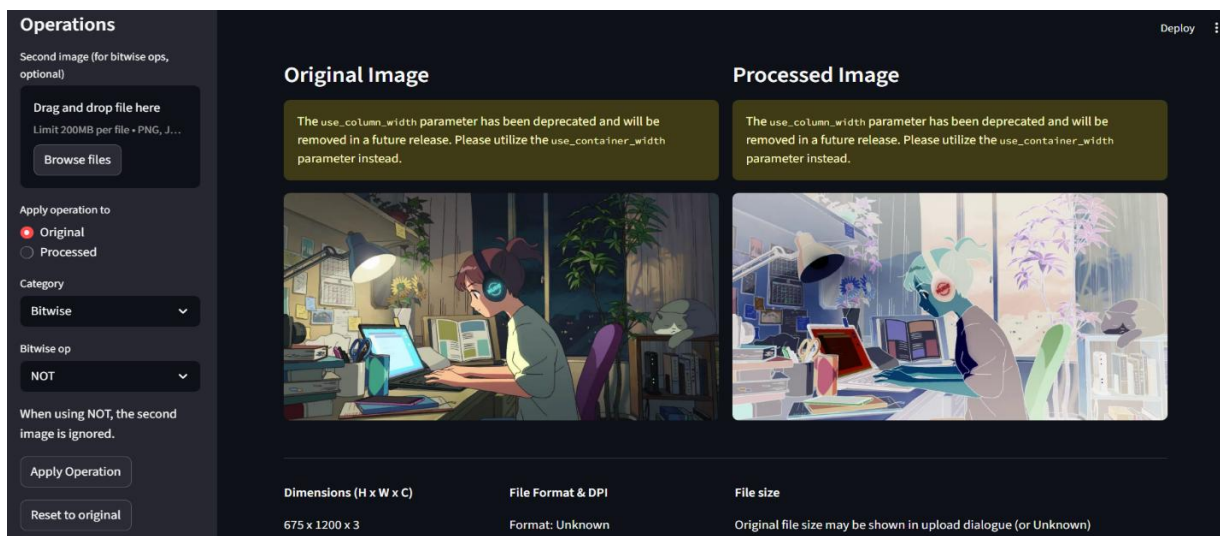 Operations
Second image (for bitwise ops,
optional)
Drag and drop file here
Limit 200MB per file • PNG, J...
Browse files
Apply operation to
Original
Processed
Category
Bitwise
Bitwise op
NOT
When using NOT, the second
image is ignored.
Apply Operation
Reset to original
Deploy
Original Image
The use_column_width parameter has been deprecated and will be
removed in a future release. Please utilize the use_container_width
parameter instead.
Processed Image
The use_column_width parameter has been deprecated and will be
removed in a future release. Please utilize the use_container_width
parameter instead.
Dimensions (H x W x C)
675 x 1200 x 3
File Format & DPI
Format: Unknown
File size
Original file size may be shown in upload dialogue (or Unknown)